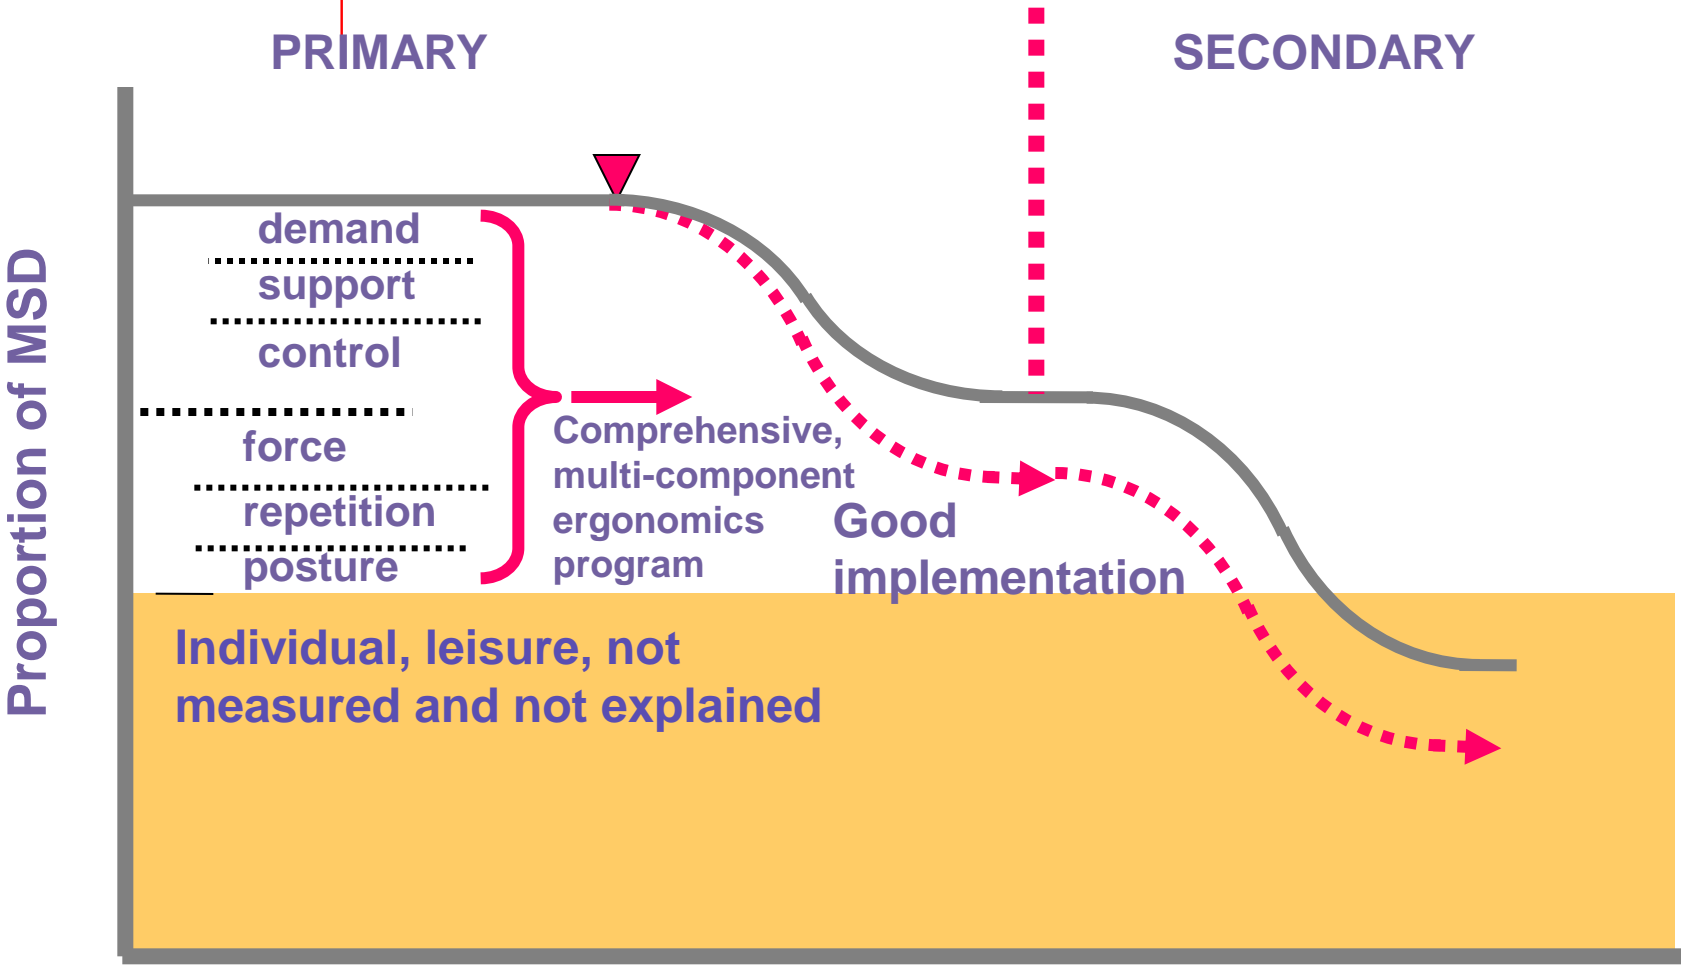 PRIMARY
SECONDARY
Proportion of MSD
demand
support
control
force
repetition
posture
Comprehensive,
multi-component
ergonomics
program
Good
implementation
Individual, leisure, not
measured and not explained